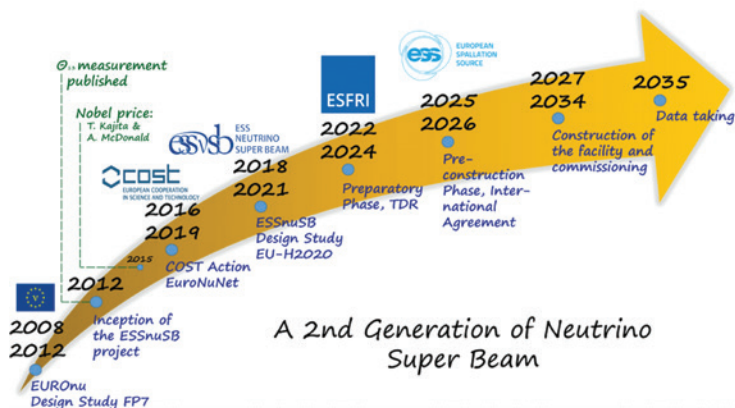 Θ₁₃ measurement
published
Nobel price:
T. Kajita &
A. McDonald
2015
cost
EUROPEAN COOPERATION
IN SCIENCE AND TECHNOLOGY
essνsb
ESS
NEUTRINO
SUPER BEAM
ESFRI
ess
EUROPEAN
SPALLATION
SOURCE
2008
2012
EUROnu
Design Study FP7
2012
Inception of
the ESSnuSB
project
2016
2019
COST Action
EuroNuNet
2018
2021
ESSnuSB
Design Study
EU-H2020
2022
2024
Preparatory
Phase, TDR
2025
2026
Pre-
construction
Phase, Inter-
national
Agreement
2027
2034
Construction of
the facility and
commissioning
2035
Data taking
A 2nd Generation of Neutrino
Super Beam